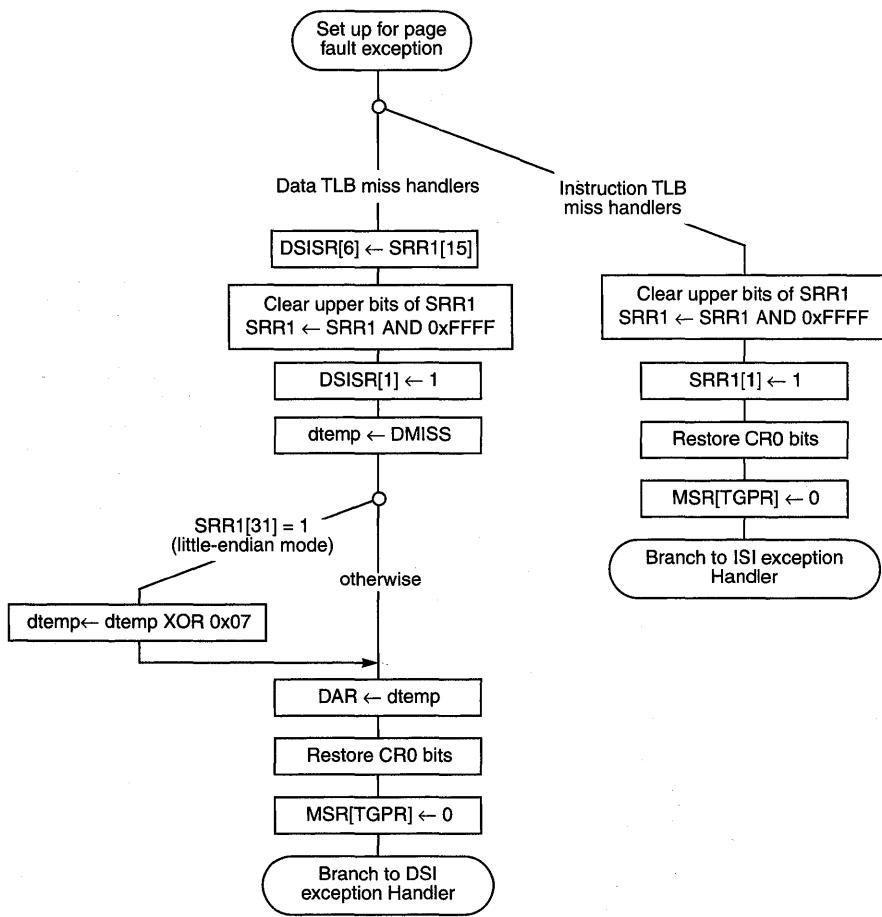 Set up for page
fault exception
Data TLB miss handlers
Instruction TLB
miss handlers
DSISR[6] ← SRR1[15]
Clear upper bits of SRR1
SRR1 ← SRR1 AND 0xFFFF
DSISR[1] ← 1
dtemp ← DMISS
SRR1[31] = 1
(little-endian mode)
otherwise
dtemp← dtemp XOR 0x07
DAR ← dtemp
Restore CR0 bits
MSR[TGPR] ← 0
Branch to DSI
exception Handler
Clear upper bits of SRR1
SRR1 ← SRR1 AND 0xFFFF
SRR1[1] ← 1
Restore CR0 bits
MSR[TGPR] ← 0
Branch to ISI exception
Handler